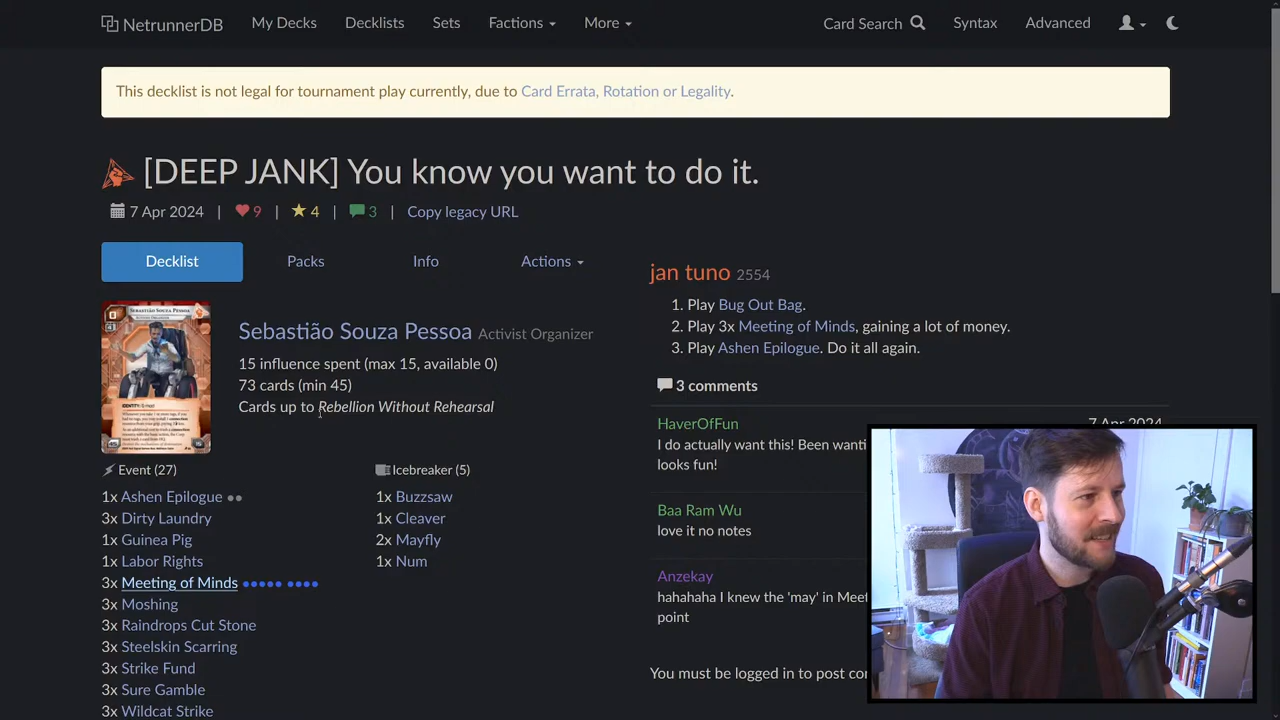 NetrunnerDB My Decks Decklists Sets Factions More Card Search Syntax Advanced
This decklist is not legal for tournament play currently, due to Card Errata, Rotation or Legality.
[DEEP JANK] You know you want to do it.
7 Apr 2024 | 9 | 4 | 3 | Copy legacy URL
Decklist Packs Info Actions
Sebastião Souza Pessoa Activist Organizer
15 influence spent (max 15, available 0)
73 cards (min 45)
Cards up to Rebellion Without Rehearsal
Event (27)
1x Ashen Epilogue
3x Dirty Laundry
1x Guinea Pig
1x Labor Rights
3x Meeting of Minds
3x Moshing
3x Raindrops Cut Stone
3x Steelskin Scarring
3x Strike Fund
3x Sure Gamble
3x Wildcat Strike
Icebreaker (5)
1x Buzzsaw
1x Cleaver
2x Mayfly
1x Num
jan tuno 2554
1. Play Bug Out Bag.
2. Play 3x Meeting of Minds, gaining a lot of money.
3. Play Ashen Epilogue. Do it all again.
3 comments
HaverOfFun 7 Apr 2024
I do actually want this! Been wanti
looks fun!
Baa Ram Wu
love it no notes
Anzekay
hahahaha I knew the 'may' in Meet
point
You must be logged in to post co